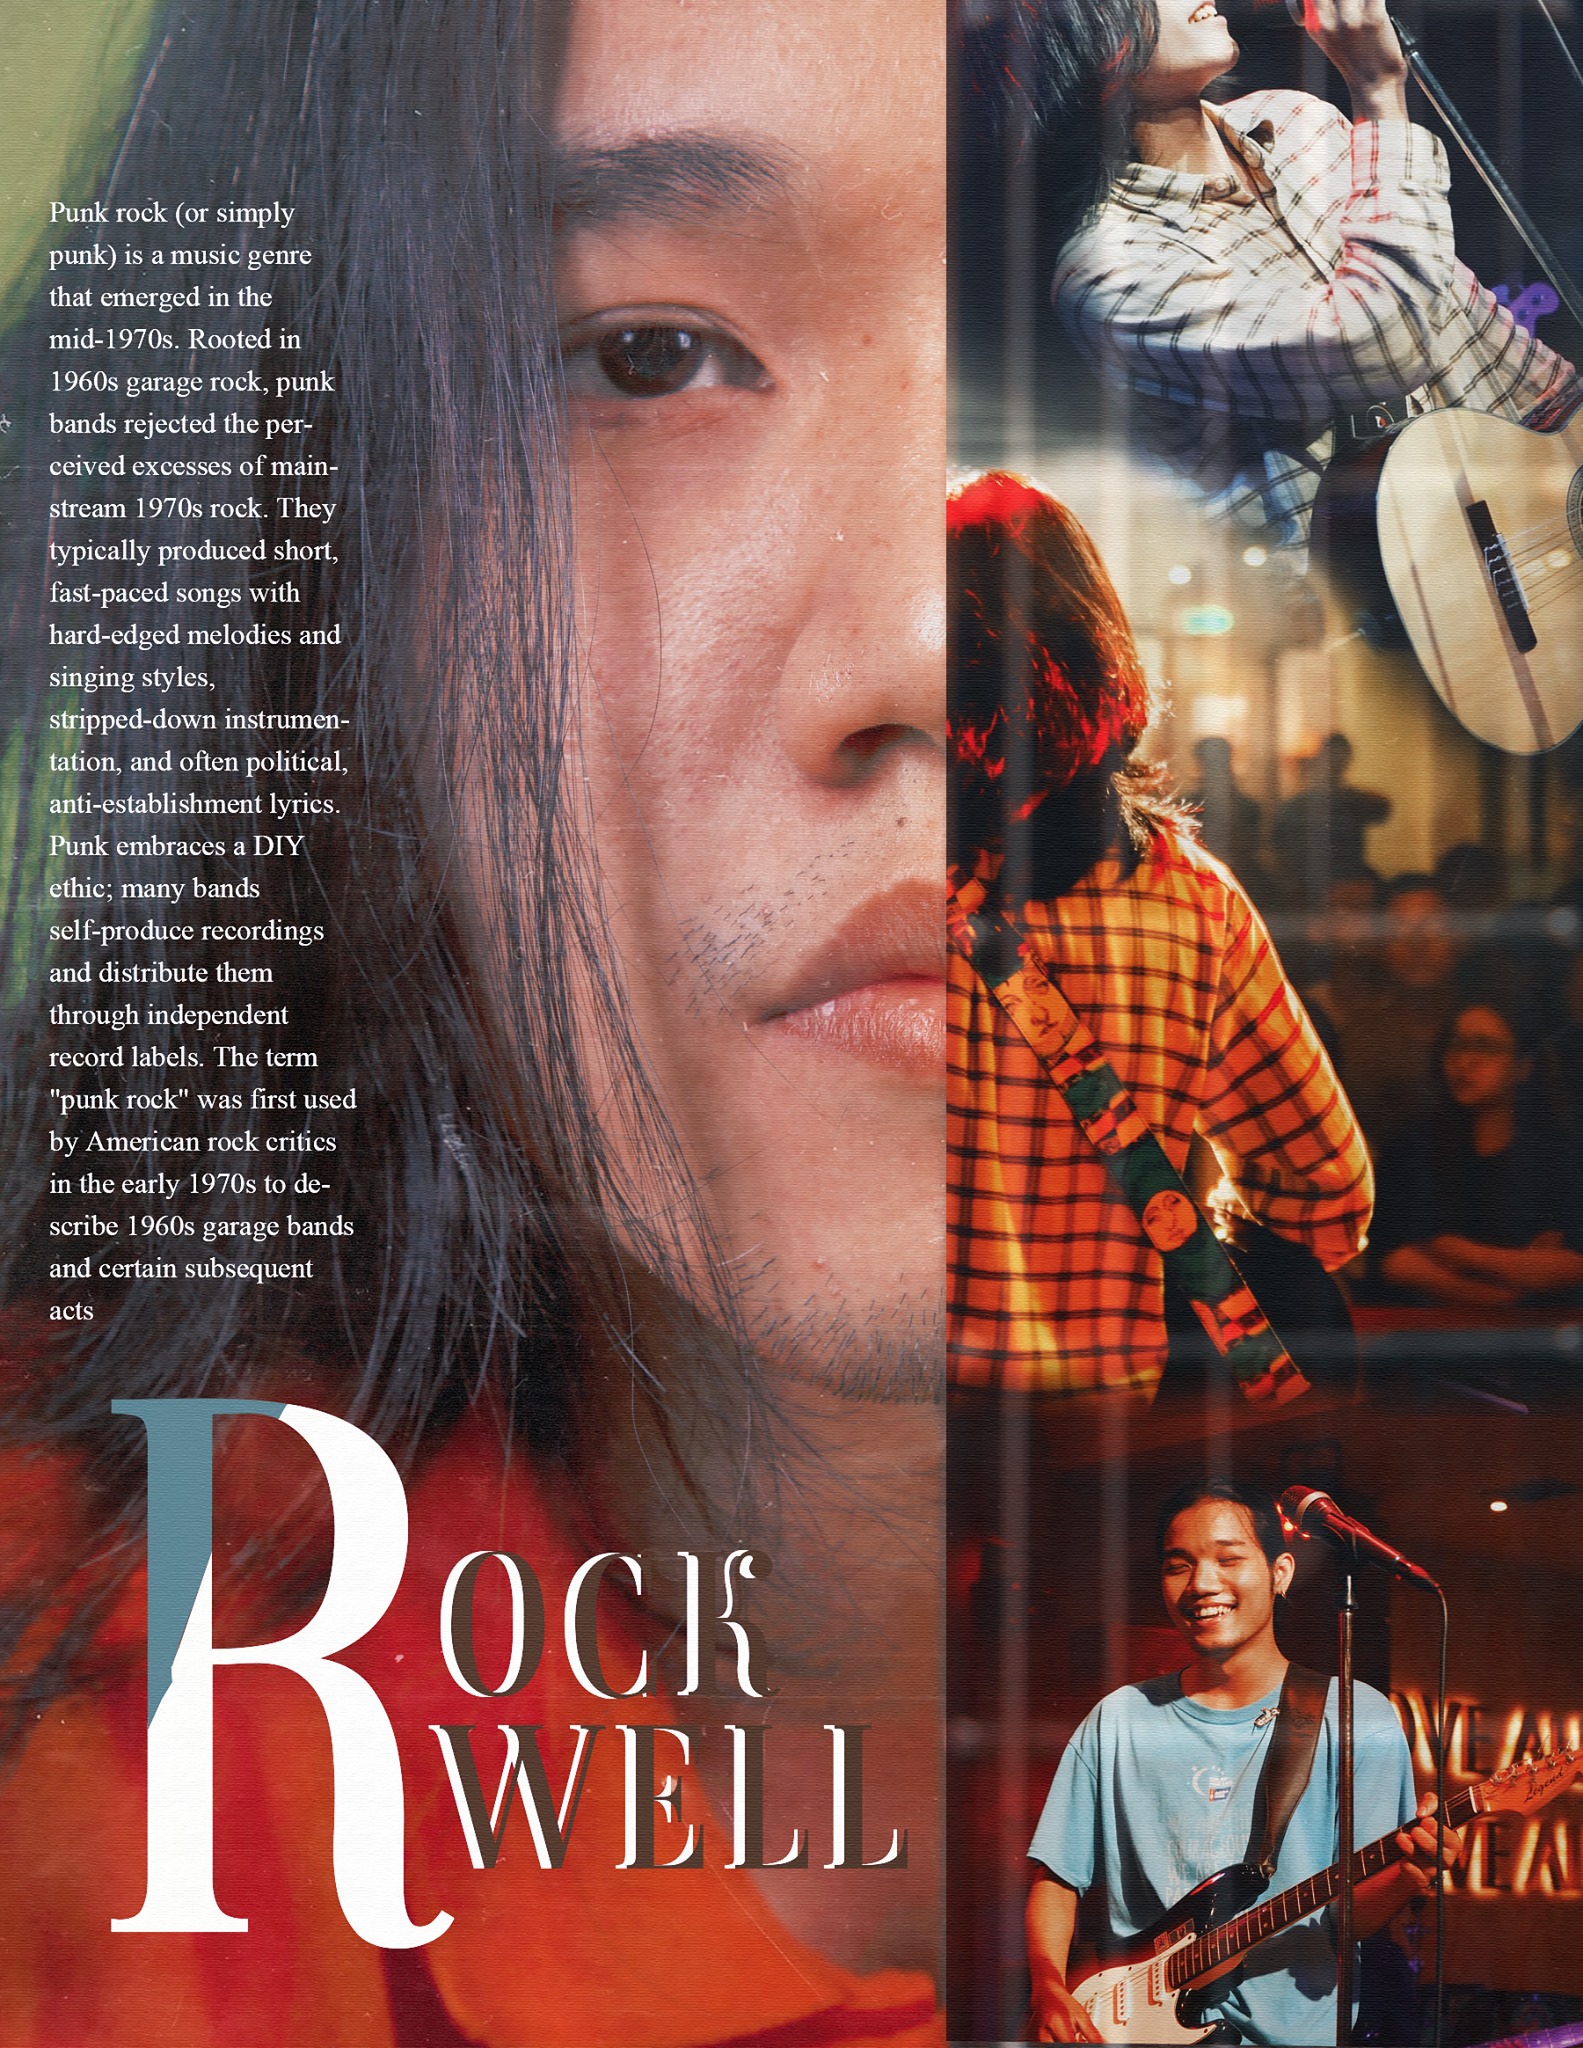 Punk rock (or simply
punk) is a music genre
that emerged in the
mid-1970s. Rooted in
1960s garage rock, punk
bands rejected the per-
ceived excesses of main-
stream 1970s rock. They
typically produced short,
fast-paced songs with
hard-edged melodies and
singing styles,
stripped-down instrumen-
tation, and often political,
anti-establishment lyrics.
Punk embraces a DIY
ethic; many bands
self-produce recordings
and distribute them
through independent
record labels. The term
"punk rock" was first used
by American rock critics
in the early 1970s to de-
scribe 1960s garage bands
and certain subsequent
acts
ROCK
WELL
Legend